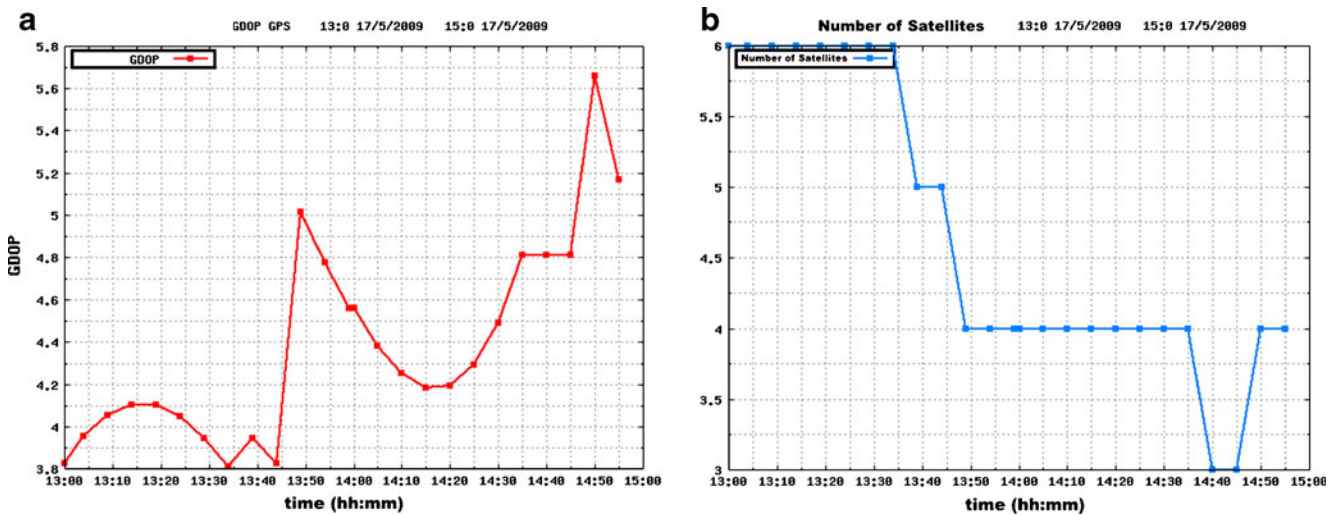 a
GDOP GPS 13:0 17/5/2009 15:0 17/5/2009
GDOP
5.8
5.6
5.4
5.2
5
4.8
4.6
4.4
4.2
4
3.8
GDOP
13:00 13:10 13:20 13:30 13:40 13:50 14:00 14:10 14:20 14:30 14:40 14:50 15:00
time (hh:mm)
b
Number of Satellites 13:0 17/5/2009 15:0 17/5/2009
Number of Satellites
6
5.5
5
4.5
4
3.5
3
13:00 13:10 13:20 13:30 13:40 13:50 14:00 14:10 14:20 14:30 14:40 14:50 15:00
time (hh:mm)